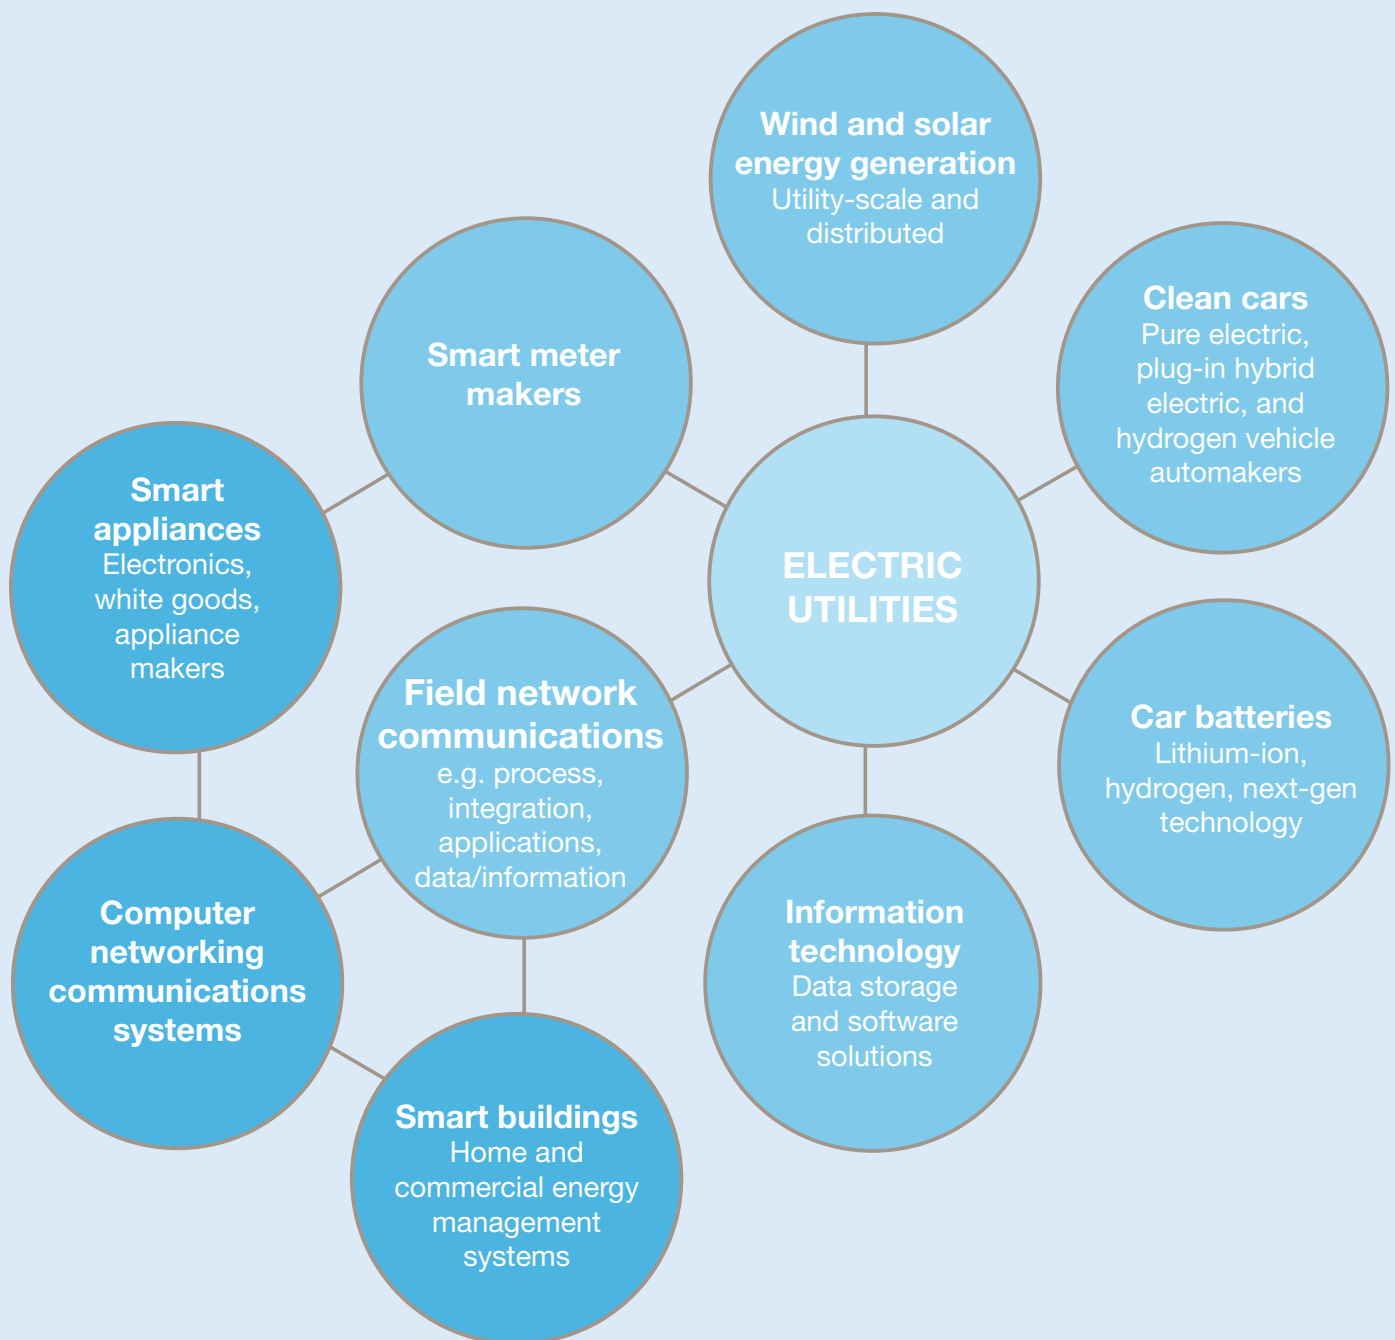 Wind and solar
energy generation
Utility-scale and
distributed
Clean cars
Pure electric,
plug-in hybrid
electric, and
hydrogen vehicle
automakers
Smart meter
makers
Smart
appliances
Electronics,
white goods,
appliance
makers
ELECTRIC
UTILITIES
Field network
communications
e.g. process,
integration,
applications,
data/information
Car batteries
Lithium-ion,
hydrogen, next-gen
technology
Computer
networking
communications
systems
Information
technology
Data storage
and software
solutions
Smart buildings
Home and
commercial energy
management
systems